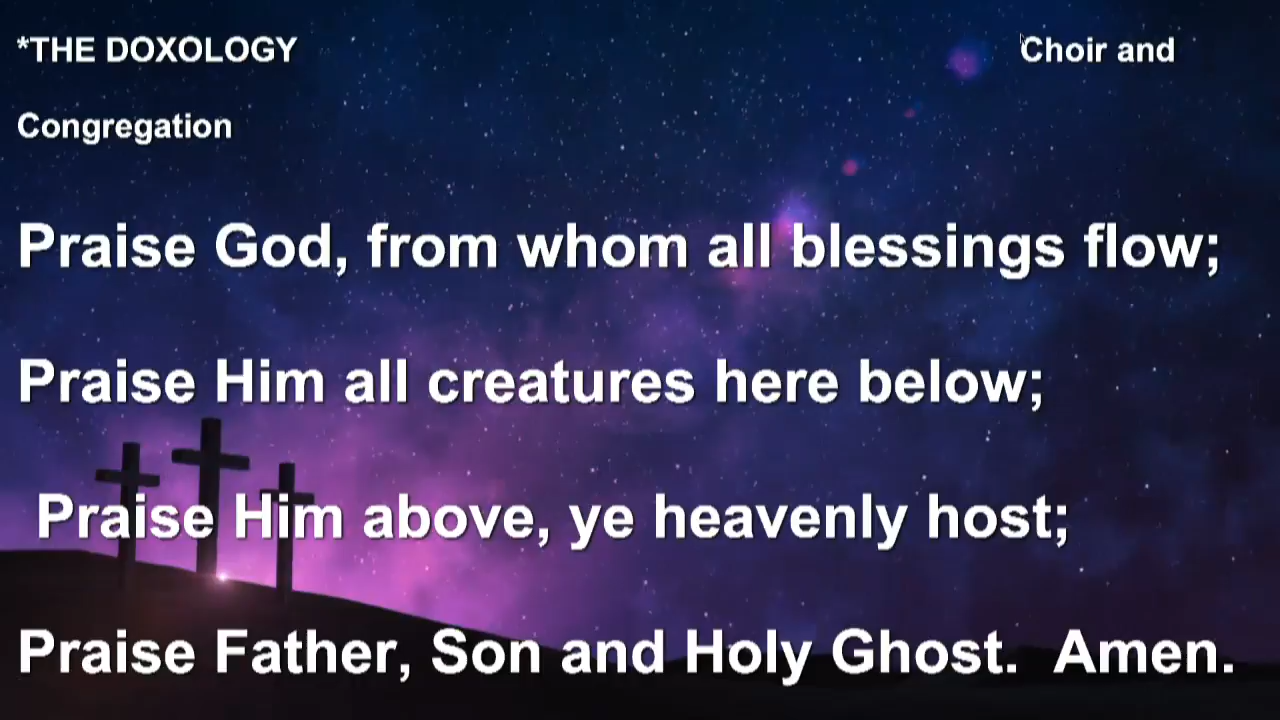 *THE DOXOLOGY Choir and
Congregation
Praise God, from whom all blessings flow;
Praise Him all creatures here below;
Praise Him above, ye heavenly host;
Praise Father, Son and Holy Ghost. Amen.